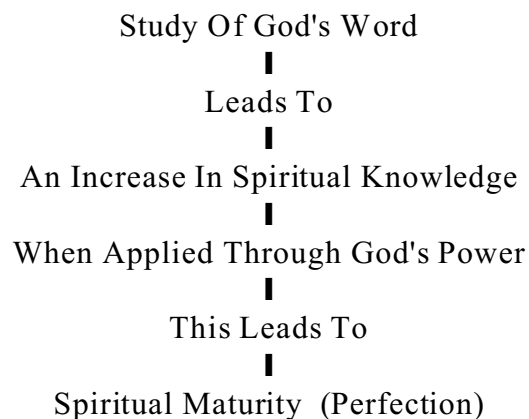 Study Of God's Word
Leads To
An Increase In Spiritual Knowledge
When Applied Through God's Power
This Leads To
Spiritual Maturity (Perfection)